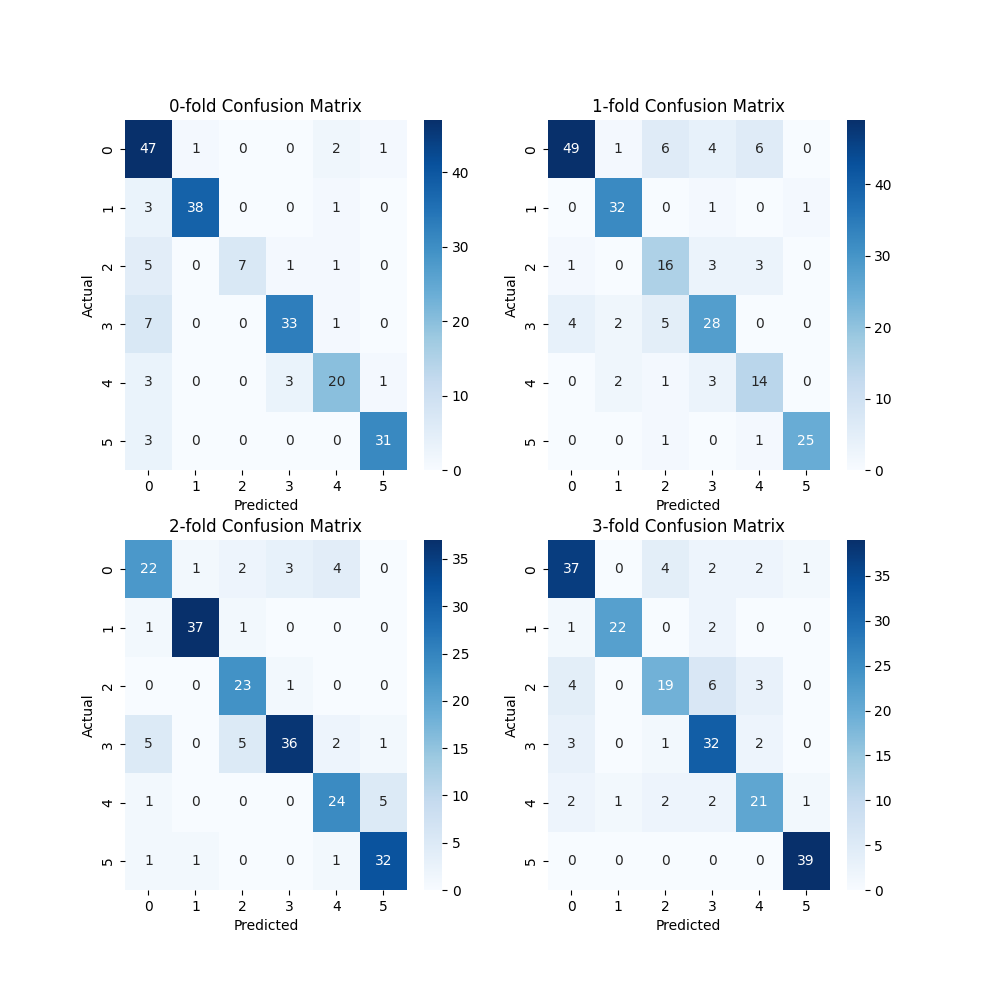 0-fold Confusion Matrix
0 47 1 0 0 2 1
1 3 38 0 0 1 0
2 5 0 7 1 1 0
3 7 0 0 33 1 0
4 3 0 0 3 20 1
5 3 0 0 0 0 31
0 1 2 3 4 5
Predicted
Actual
40
30
20
10
0
1-fold Confusion Matrix
0 49 1 6 4 6 0
1 0 32 0 1 0 1
2 1 0 16 3 3 0
3 4 2 5 28 0 0
4 0 2 1 3 14 0
5 0 0 1 0 1 25
0 1 2 3 4 5
Predicted
Actual
40
30
20
10
0
2-fold Confusion Matrix
0 22 1 2 3 4 0
1 1 37 1 0 0 0
2 0 0 23 1 0 0
3 5 0 5 36 2 1
4 1 0 0 0 24 5
5 1 1 0 0 1 32
0 1 2 3 4 5
Predicted
Actual
35
30
25
20
15
10
5
0
3-fold Confusion Matrix
0 37 0 4 2 2 1
1 1 22 0 2 0 0
2 4 0 19 6 3 0
3 3 0 1 32 2 0
4 2 1 2 2 21 1
5 0 0 0 0 0 39
0 1 2 3 4 5
Predicted
Actual
35
30
25
20
15
10
5
0